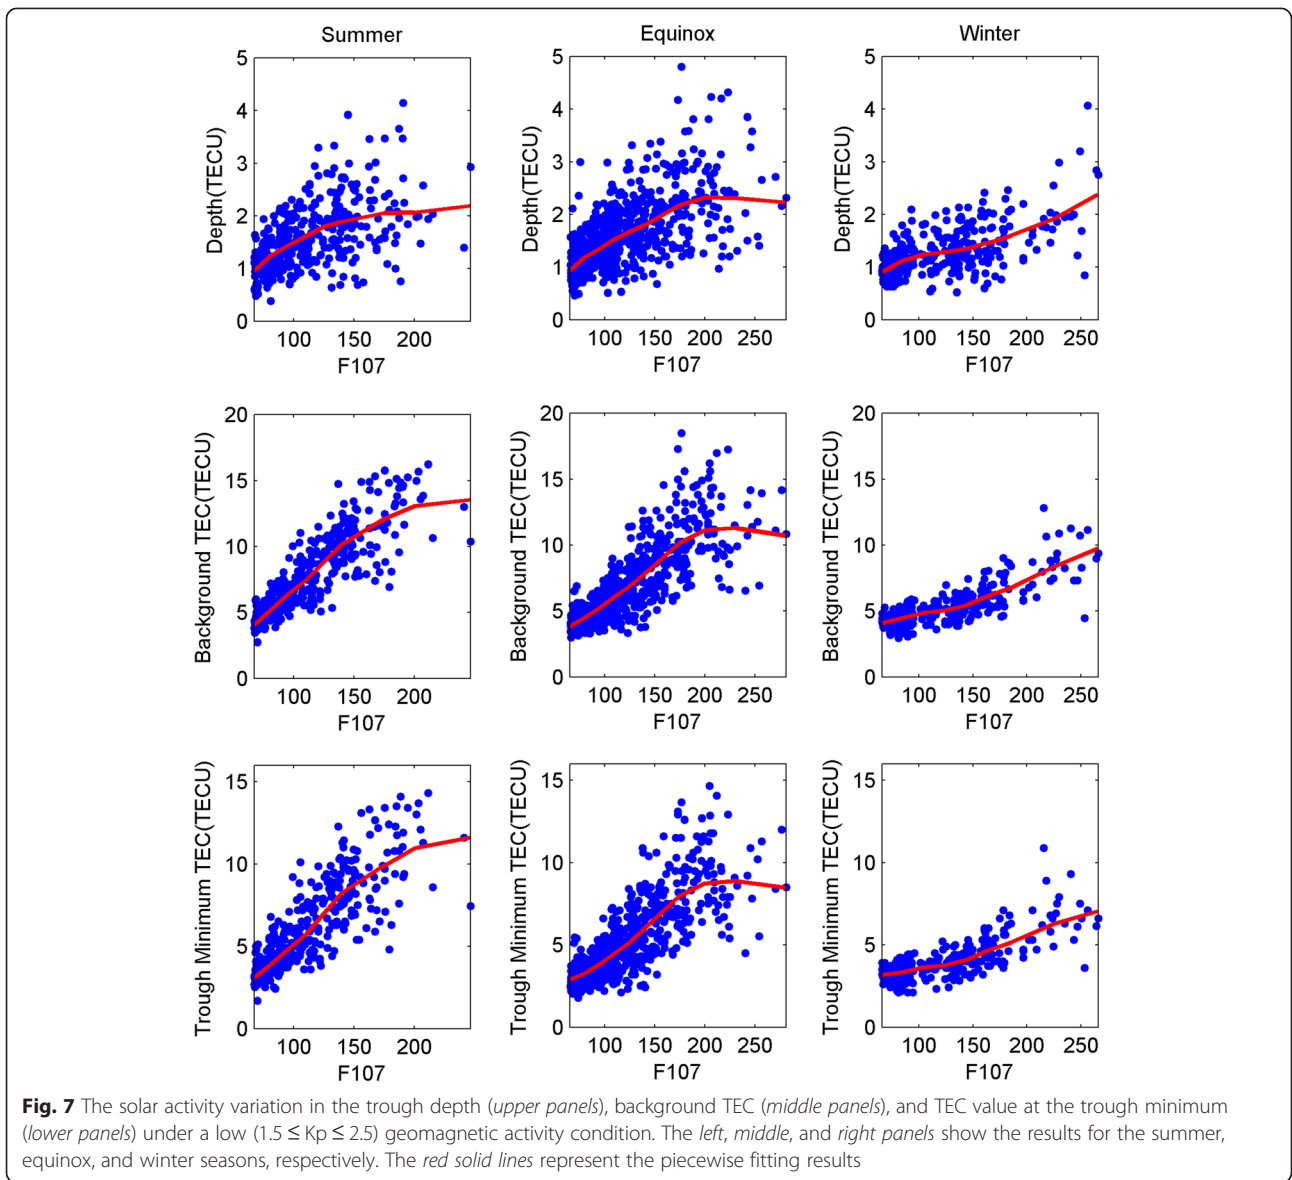 Summer
Equinox
Winter
5
4
3
2
1
0
Depth(TECU)
100 150 200
F107
5
4
3
2
1
0
Depth(TECU)
100 150 200 250
F107
5
4
3
2
1
0
Depth(TECU)
100 150 200 250
F107
20
15
10
5
0
Background TEC(TECU)
100 150 200
F107
20
15
10
5
0
Background TEC(TECU)
100 150 200 250
F107
20
15
10
5
0
Background TEC(TECU)
100 150 200 250
F107
15
10
5
0
Trough Minimum TEC(TECU)
100 150 200
F107
15
10
5
0
Trough Minimum TEC(TECU)
100 150 200 250
F107
15
10
5
0
Trough Minimum TEC(TECU)
100 150 200 250
F107
Fig. 7 The solar activity variation in the trough depth (upper panels), background TEC (middle panels), and TEC value at the trough minimum
(lower panels) under a low (1.5 ≤ Kp ≤ 2.5) geomagnetic activity condition. The left, middle, and right panels show the results for the summer,
equinox, and winter seasons, respectively. The red solid lines represent the piecewise fitting results